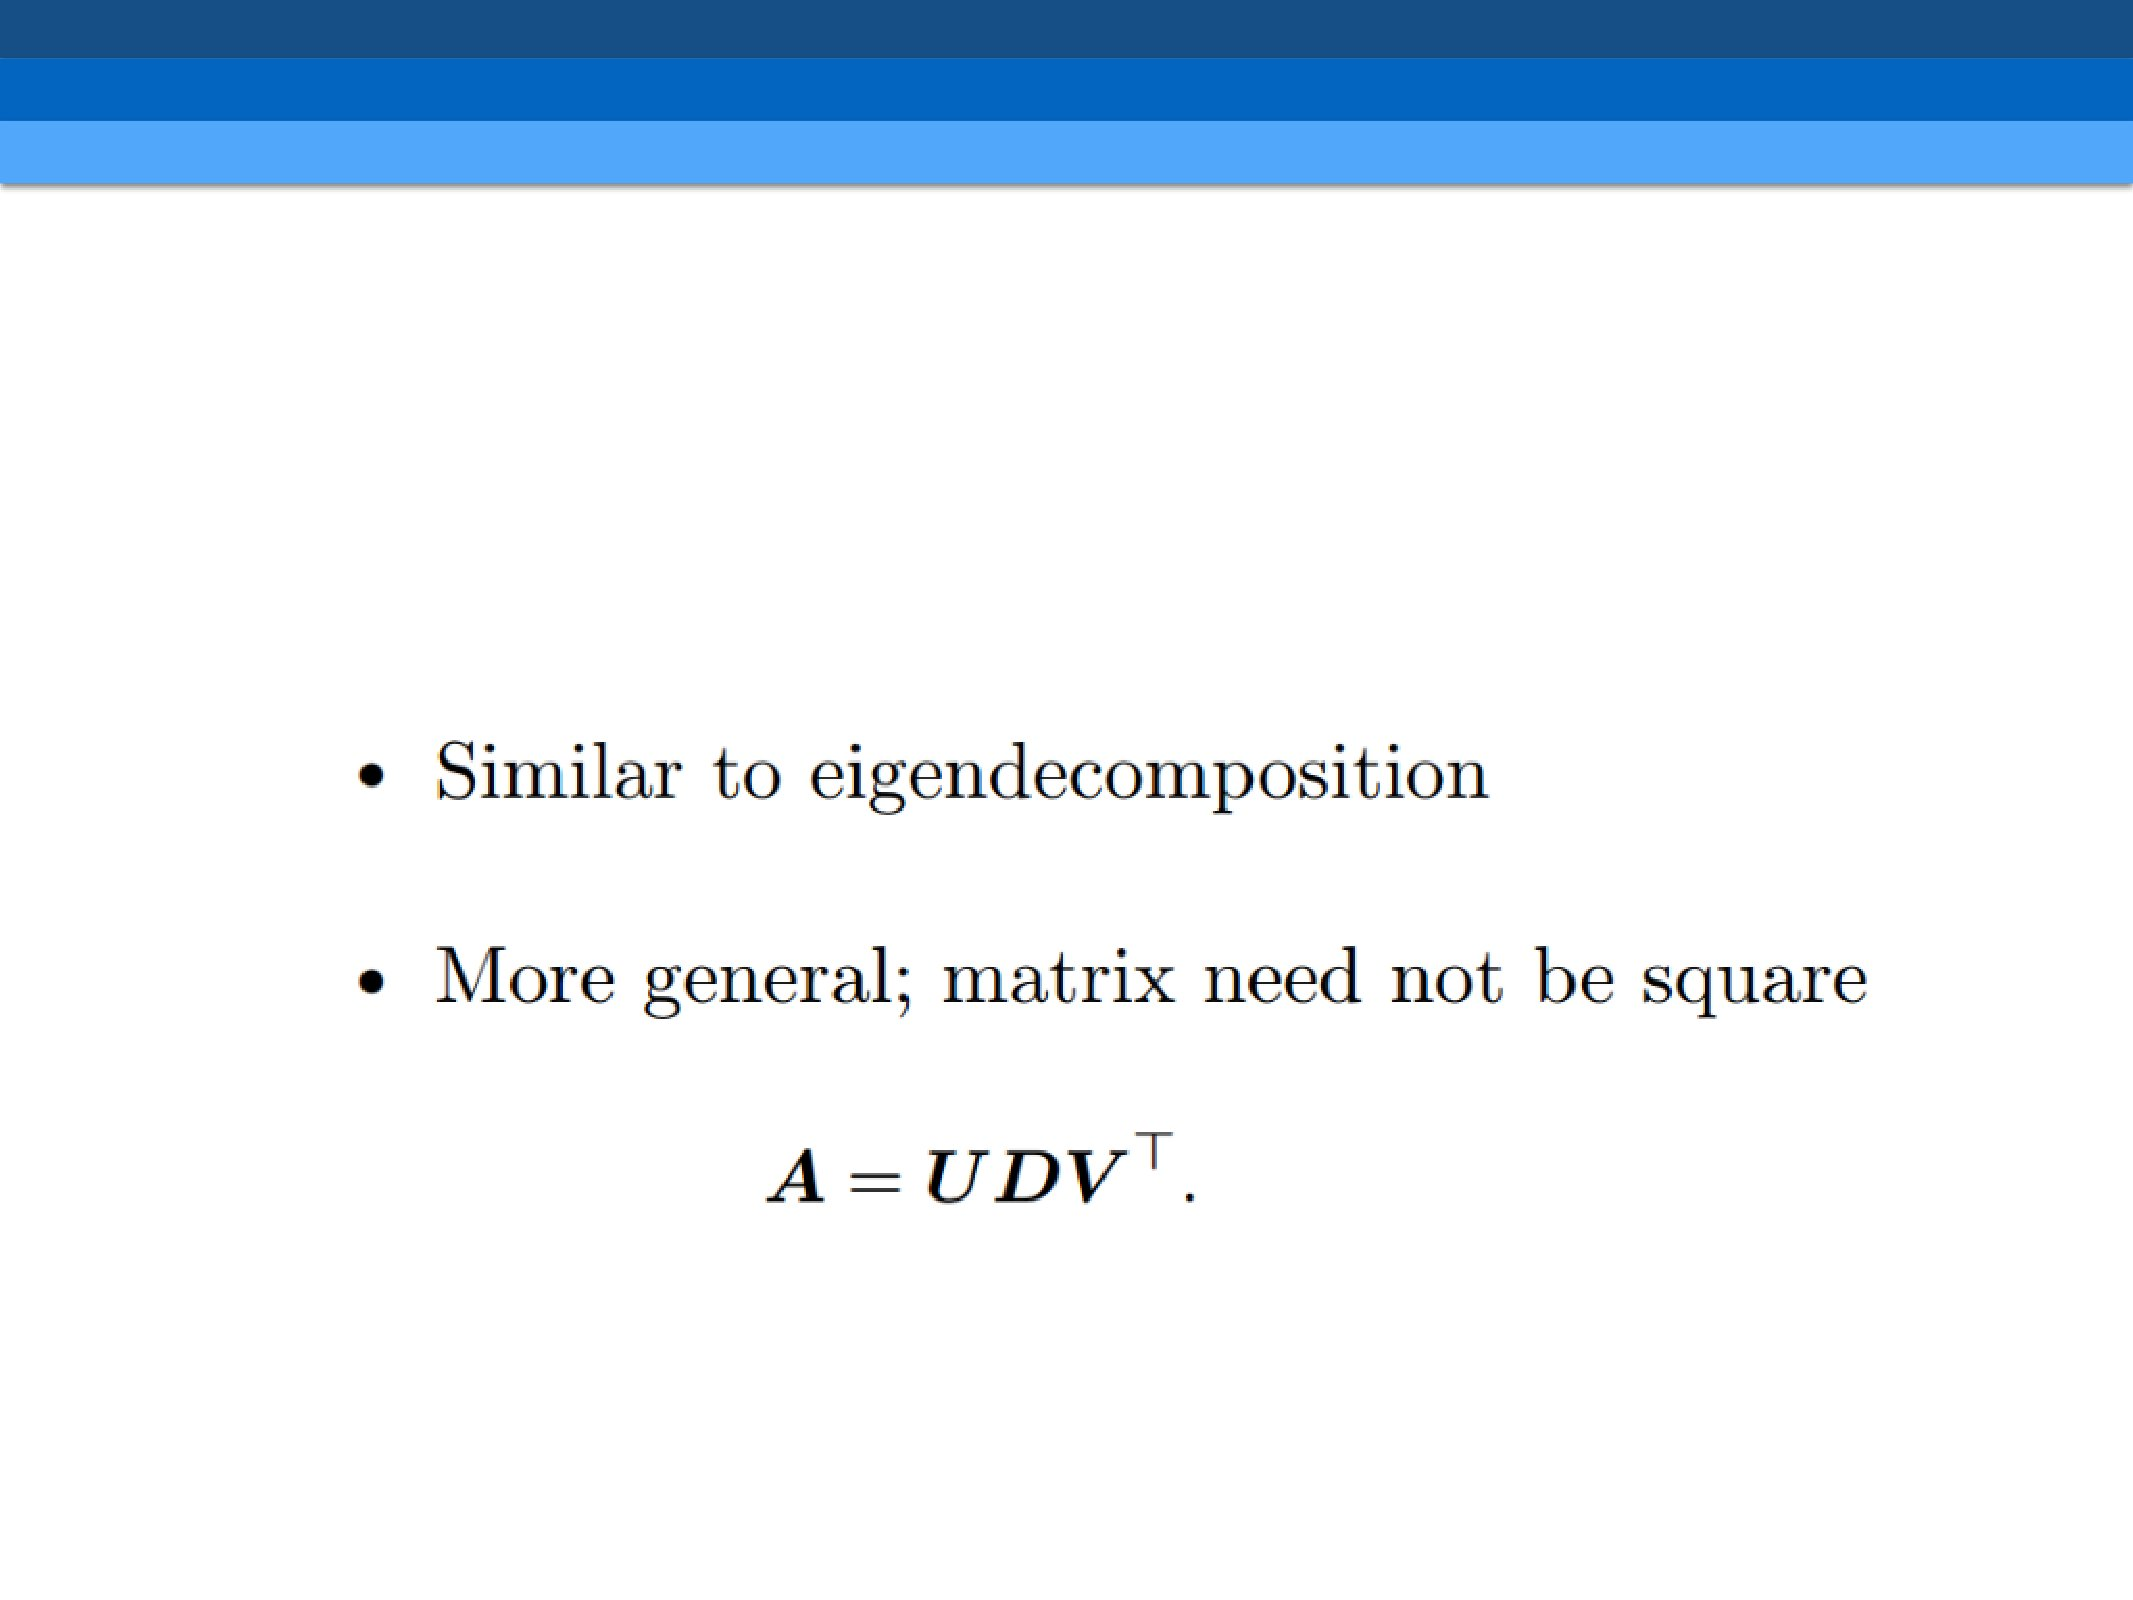 • Similar to eigendecomposition
• More general; matrix need not be square
A = UDV⊤.